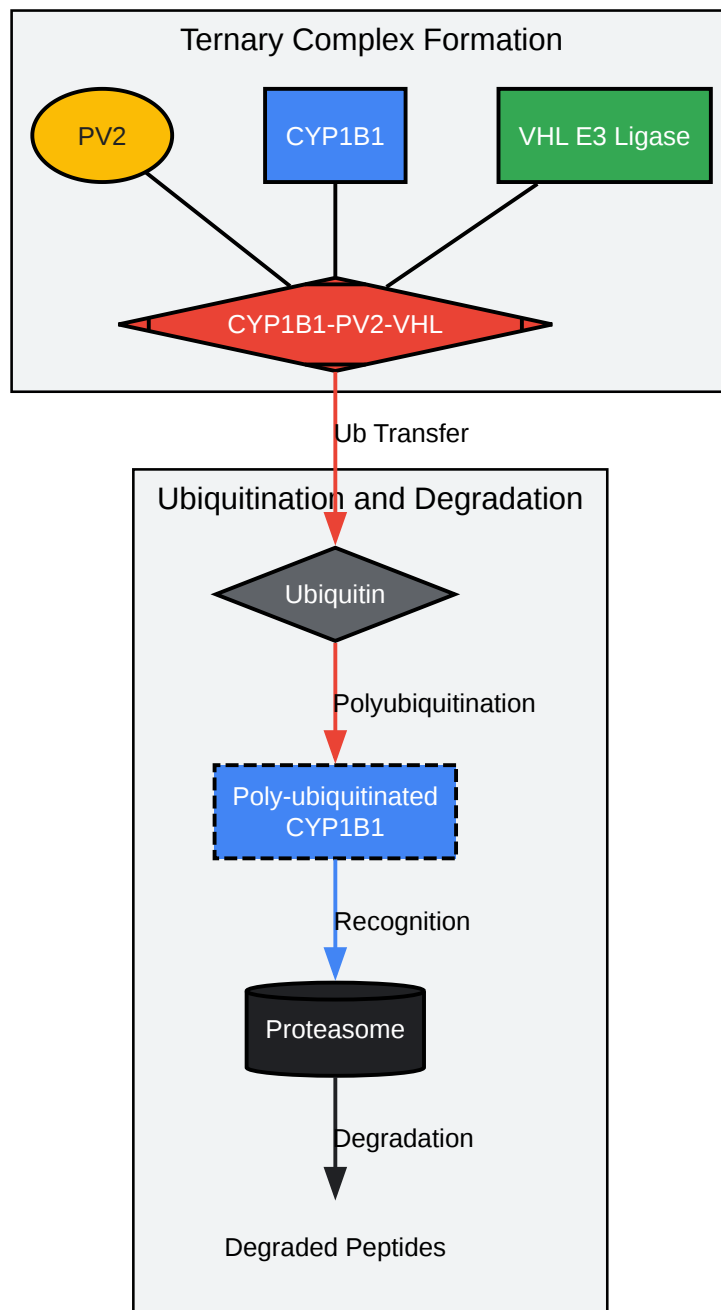 Ternary Complex Formation
PV2
CYP1B1
VHL E3 Ligase
CYP1B1-PV2-VHL
Ub Transfer
Ubiquitination and Degradation
Ubiquitin
Polyubiquitination
Poly-ubiquitinated
CYP1B1
Recognition
Proteasome
Degradation
Degraded Peptides